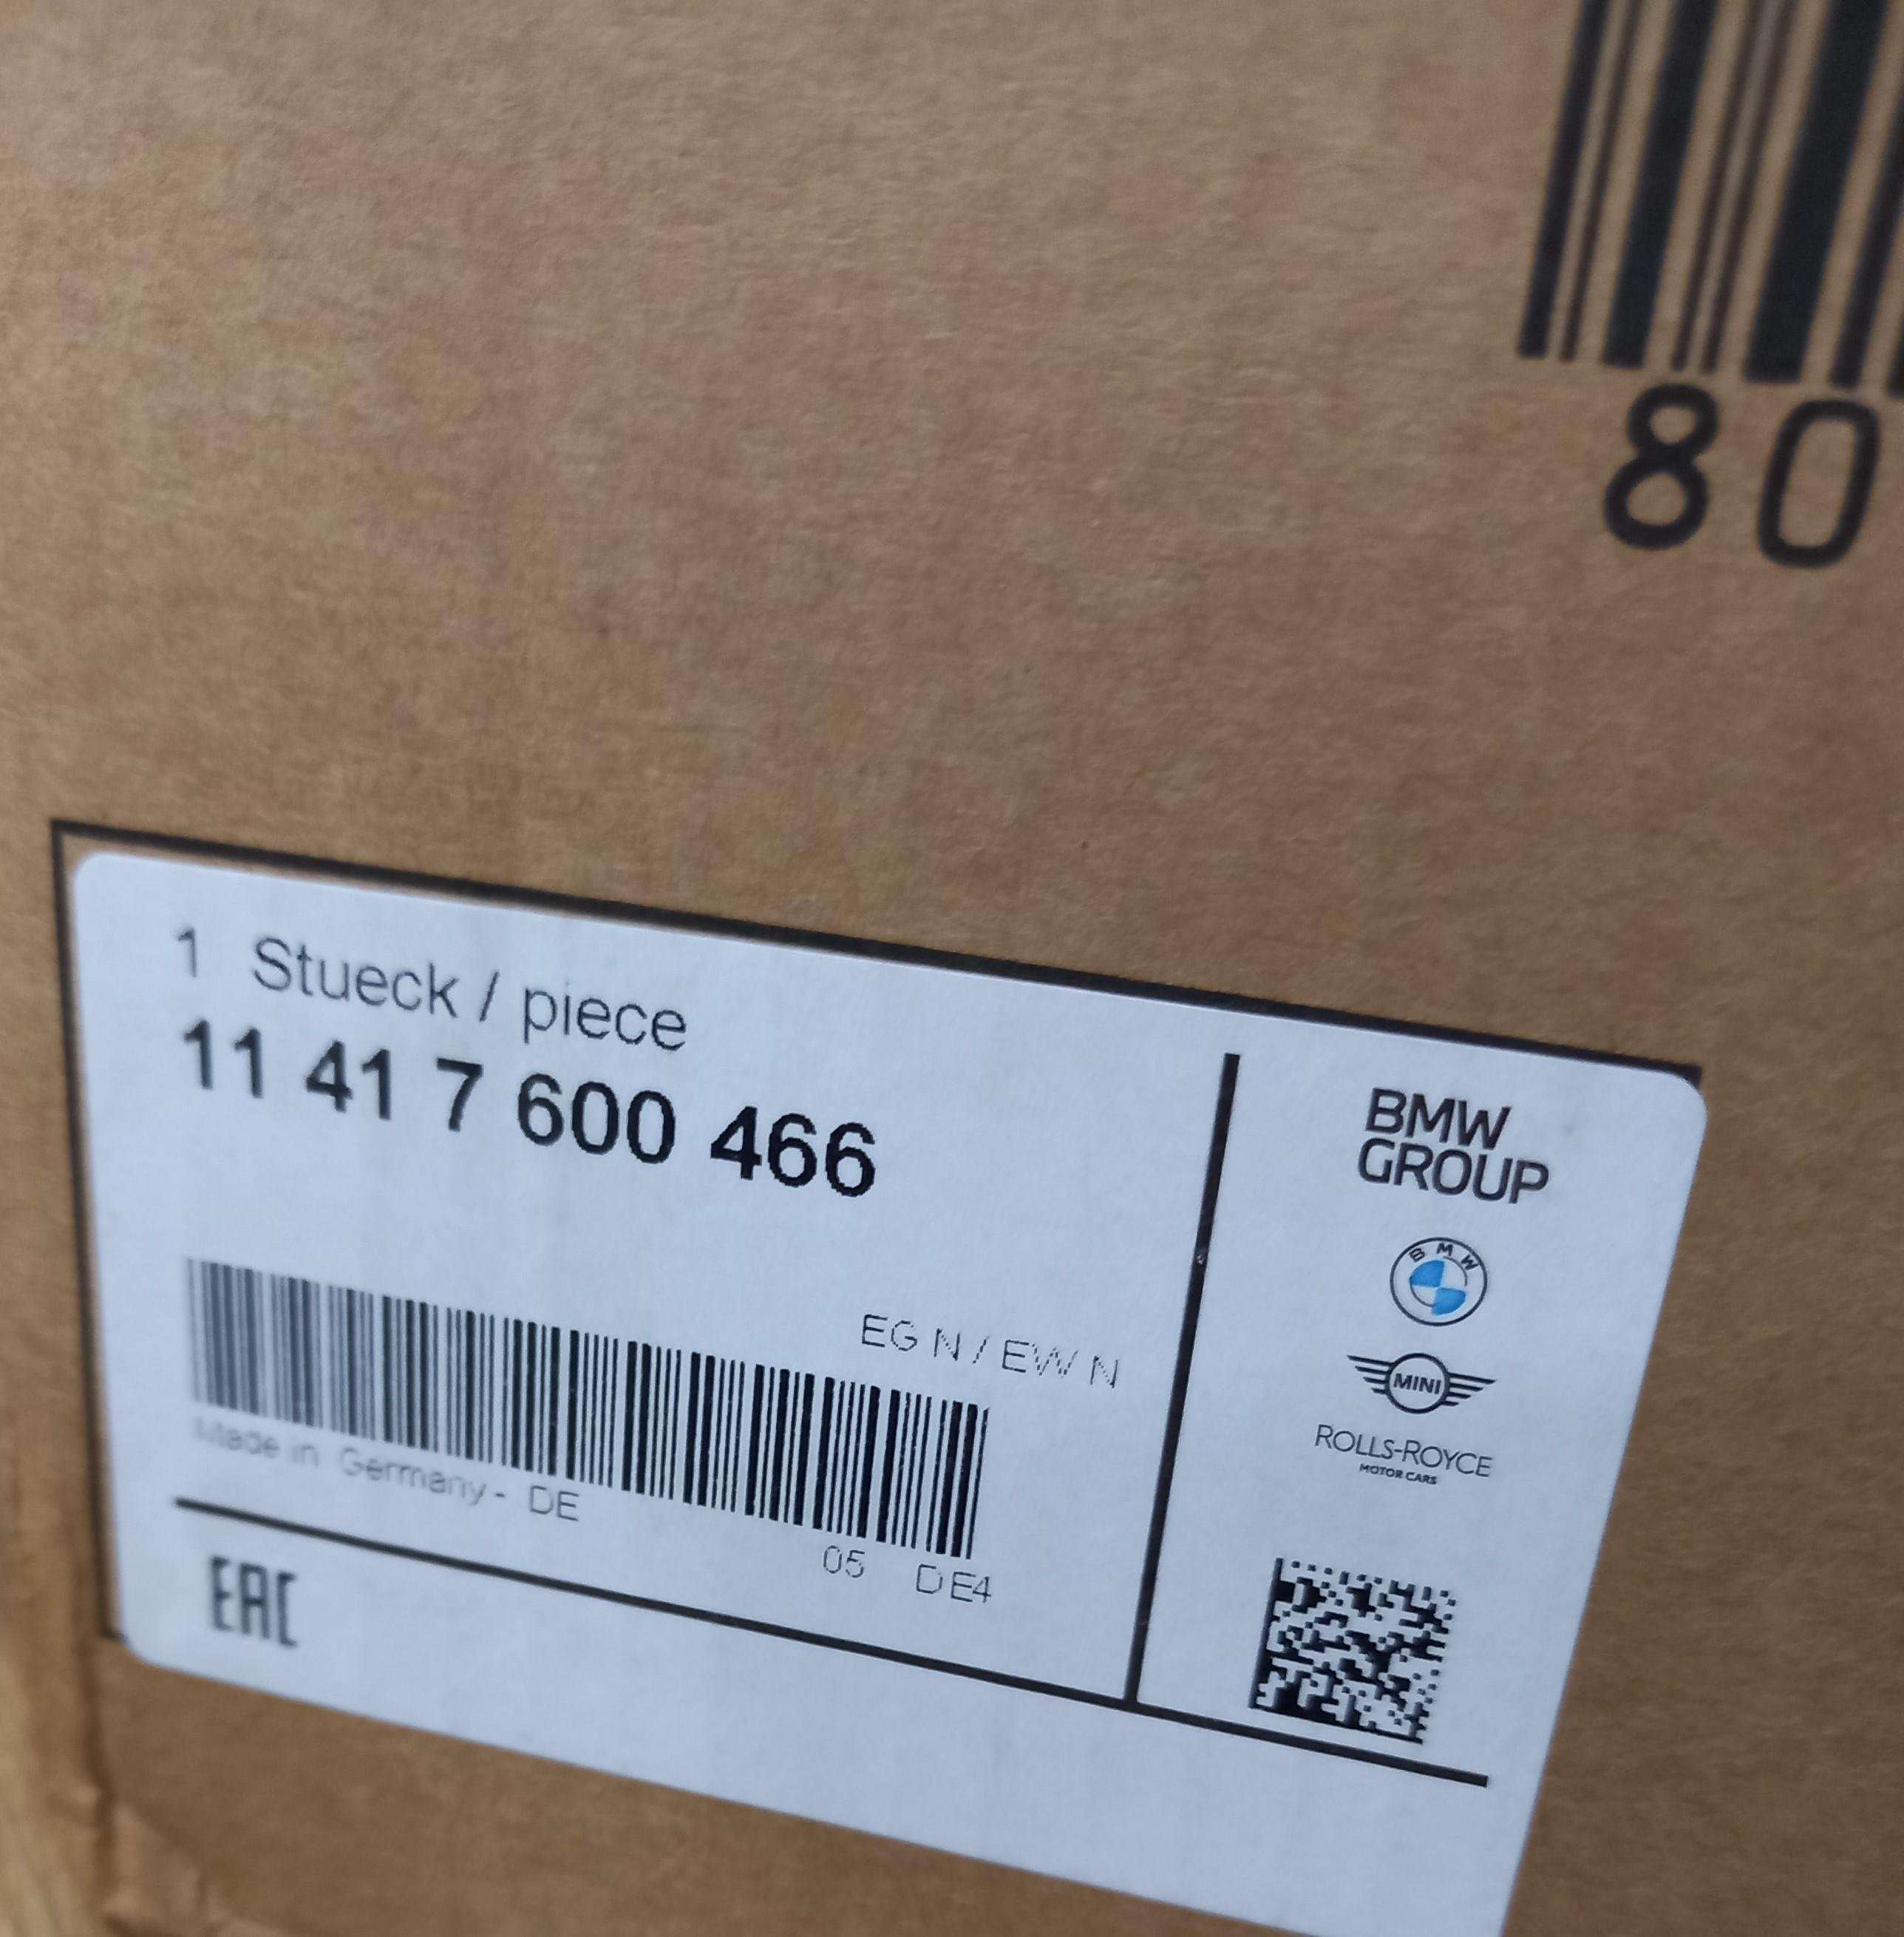 80
1 Stueck / piece
11 41 7 600 466
EG N / EW N
Made in Germany - DE
05 DE4
EAC
BMW
GROUP
BMW
MINI
ROLLS-ROYCE
MOTOR CARS